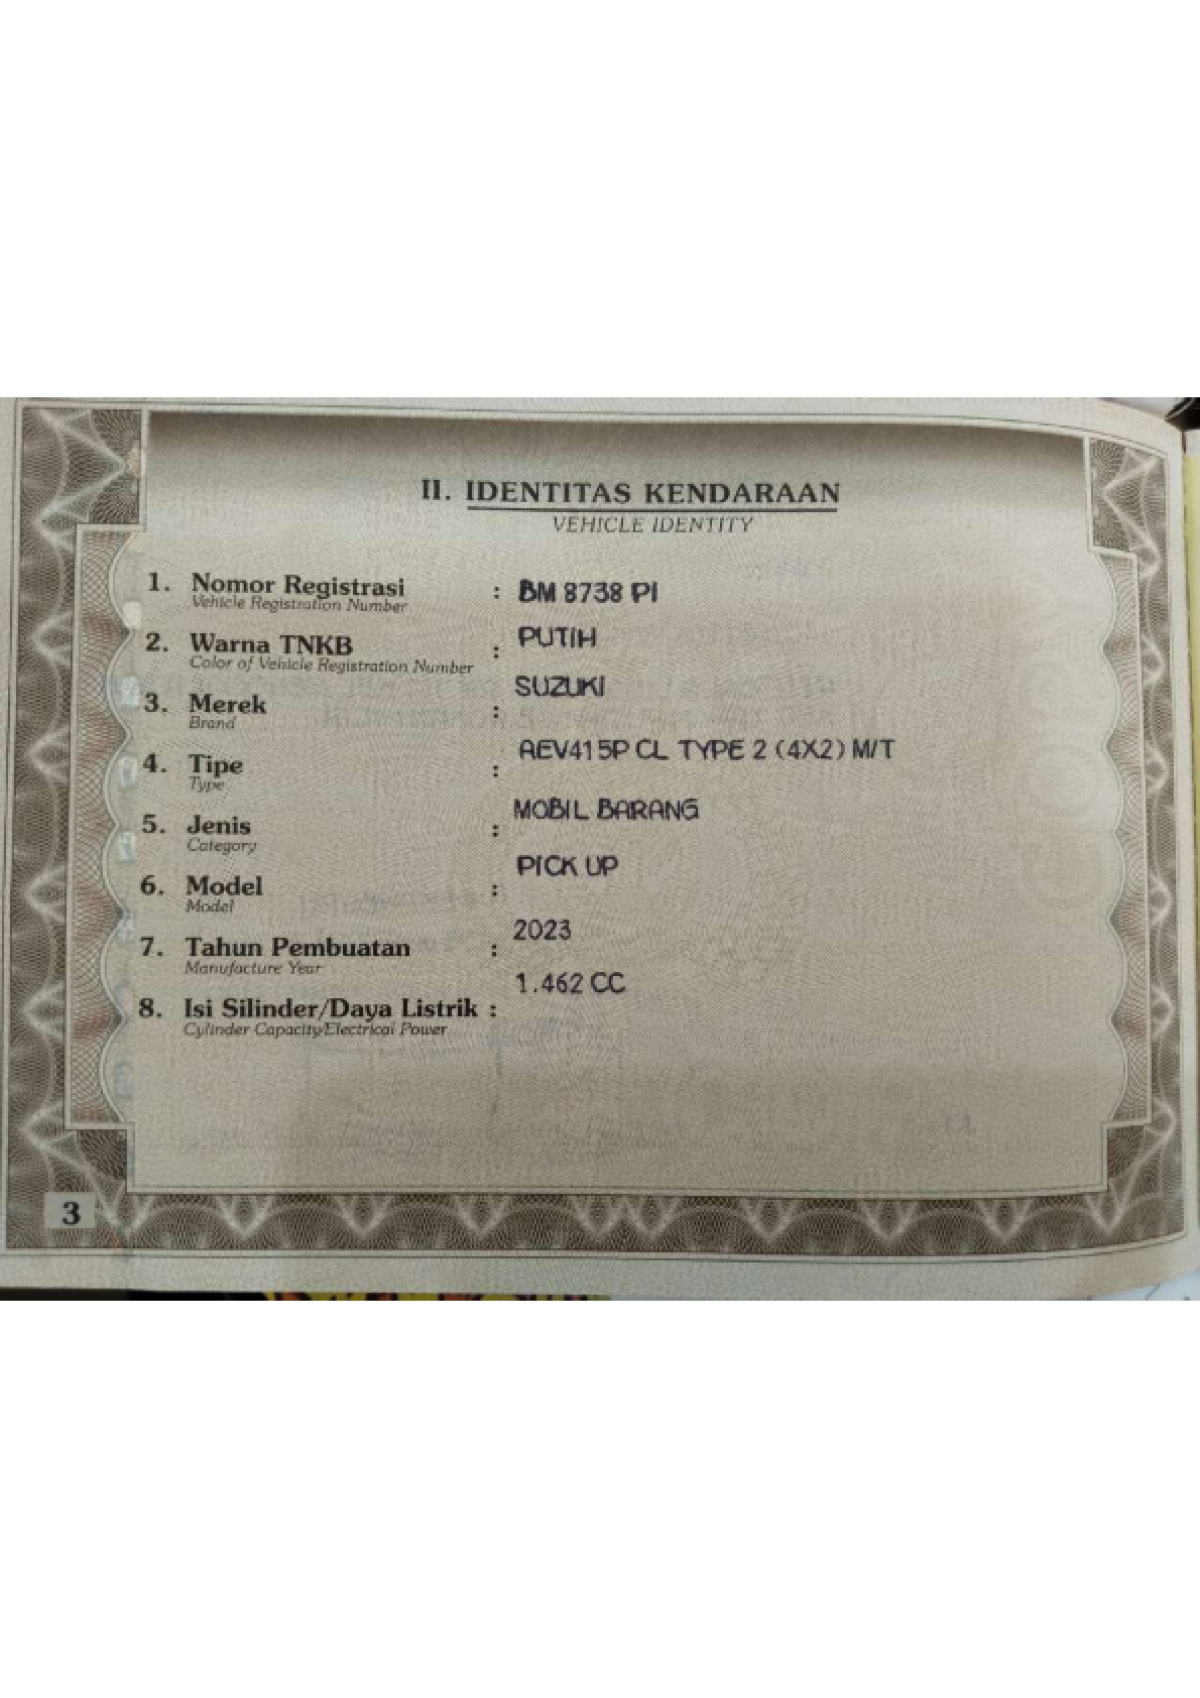 II. IDENTITAS KENDARAAN
VEHICLE IDENTITY
1. Nomor Registrasi : BM 8738 PI
Vehicle Registration Number
2. Warna TNKB : PUTIH
Color of Vehicle Registration Number
3. Merek : SUZUKI
Brand
4. Tipe : AEV415P CL TYPE 2 (4X2) M/T
Type
5. Jenis : MOBIL BARANG
Category
6. Model : PICK UP
Model
7. Tahun Pembuatan : 2023
Manufacture Year
8. Isi Silinder/Daya Listrik : 1.462 CC
Cylinder Capacity/Electrical Power
3